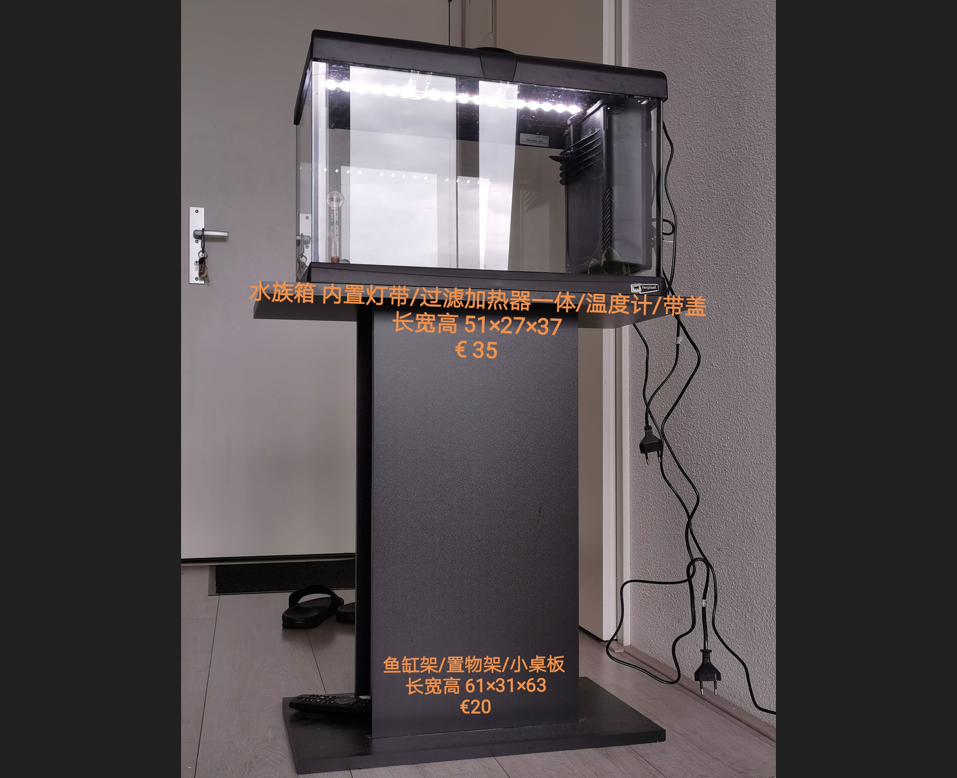 水族箱 内置灯带/过滤加热器一体/温度计/带盖
长宽高 51×27×37
€ 35
鱼缸架/置物架/小桌板
长宽高 61×31×63
€20